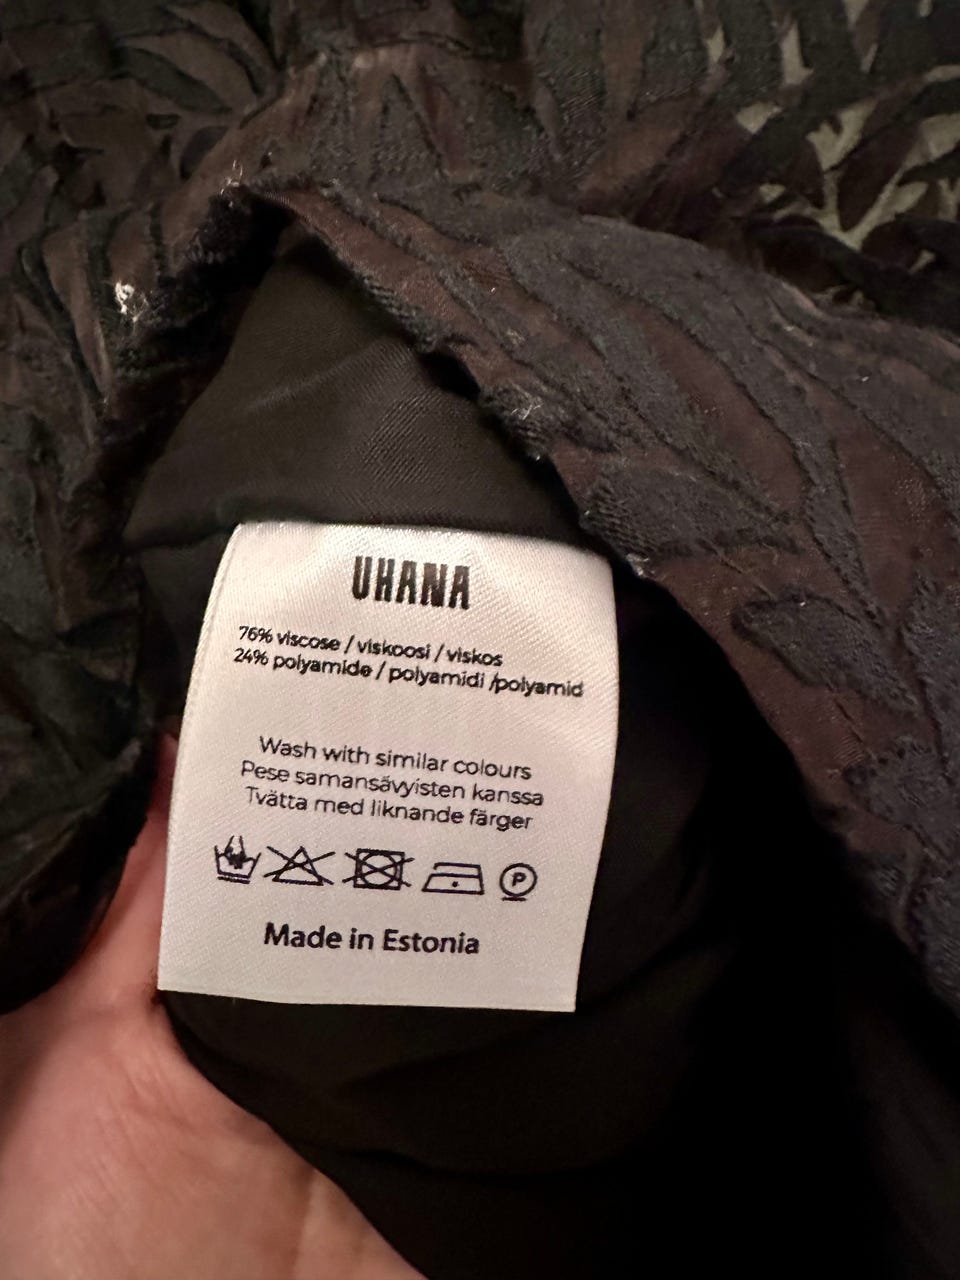 UHANA
76% viscose / viskoosi / viskos
24% polyamide / polyamidi /polyamid
Wash with similar colours
Pese samansävyisten kanssa
Tvätta med liknande färger
P
Made in Estonia